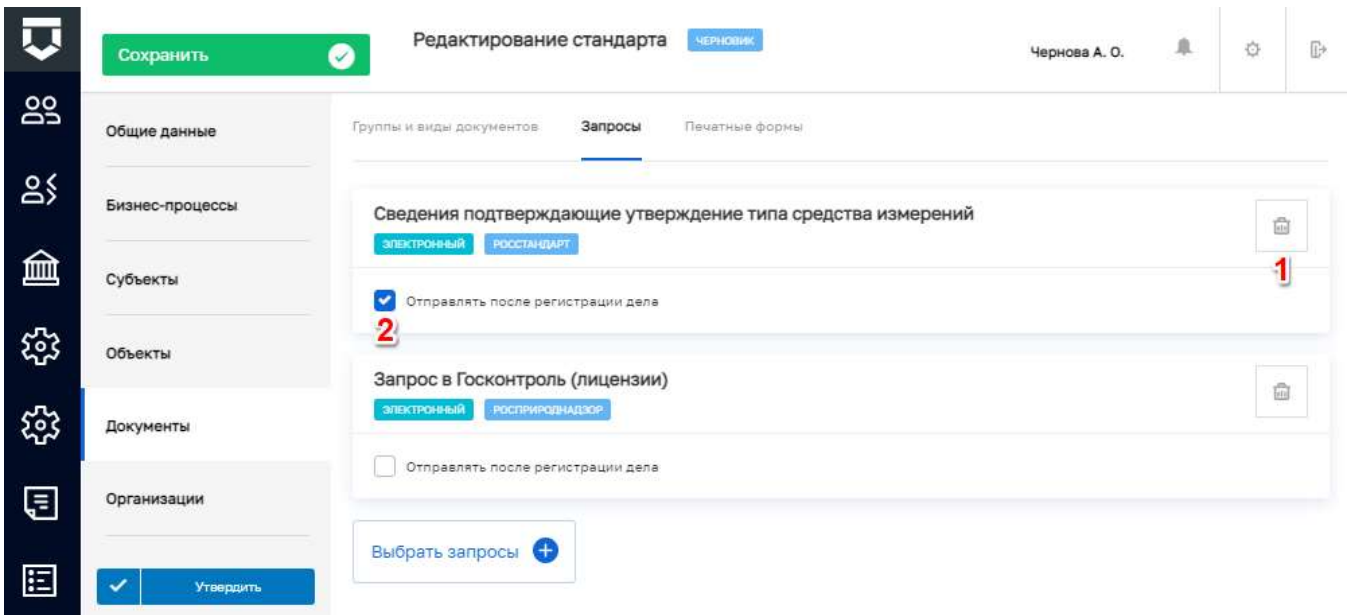 Сохранить
Редактирование стандарта
ЧЕРНОВИК
Чернова А. О.
Общие данные
Бизнес-процессы
Субъекты
Объекты
Документы
Организации
Утвердить
Группы и виды документов
Запросы
Печатные формы
Сведения подтверждающие утверждение типа средства измерений
ЭЛЕКТРОННЫЙ
РОССТАНДАРТ
1
Отправлять после регистрации дела
2
Запрос в Госконтроль (лицензии)
ЭЛЕКТРОННЫЙ
РОСПРИРОДНАДЗОР
Отправлять после регистрации дела
Выбрать запросы